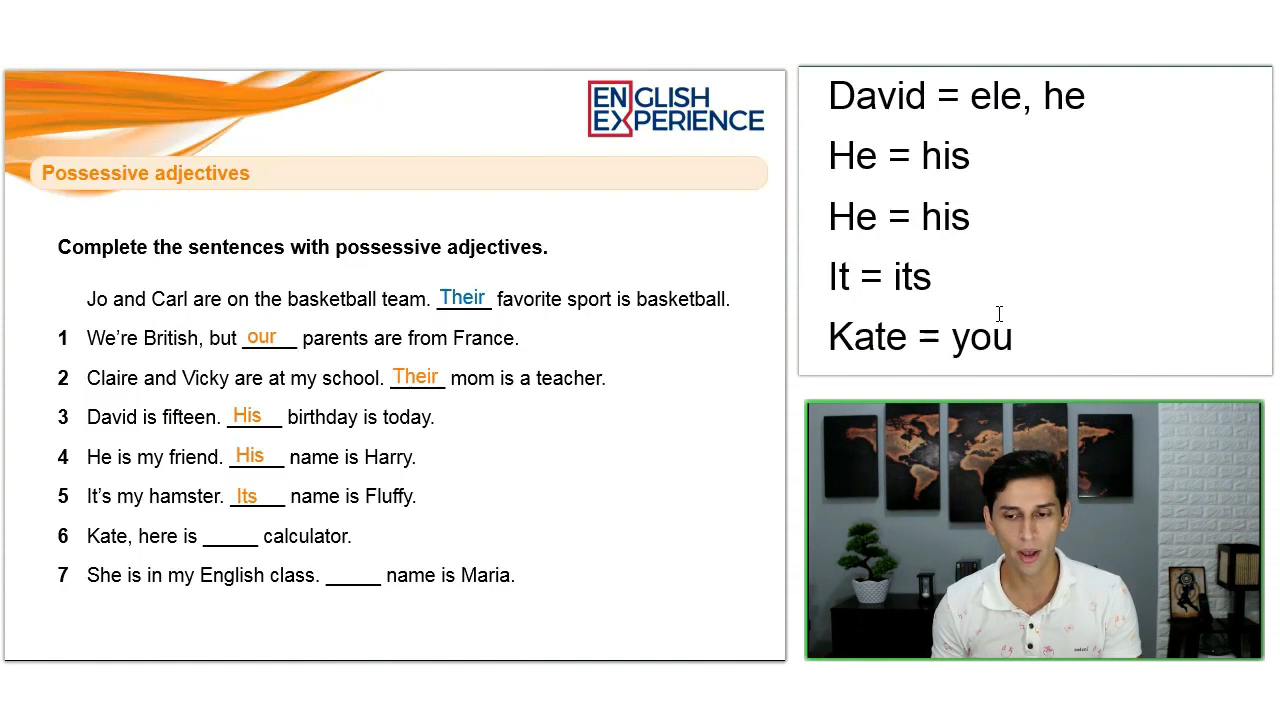 ENGLISH
EXPERIENCE
Possessive adjectives
Complete the sentences with possessive adjectives.
Jo and Carl are on the basketball team. Their favorite sport is basketball.
1 We’re British, but our parents are from France.
2 Claire and Vicky are at my school. Their mom is a teacher.
3 David is fifteen. His birthday is today.
4 He is my friend. His name is Harry.
5 It’s my hamster. Its name is Fluffy.
6 Kate, here is _____ calculator.
7 She is in my English class. _____ name is Maria.
David = ele, he
He = his
He = his
It = its
Kate = you